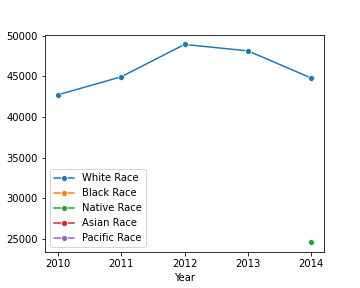 50000
45000
40000
35000
30000
25000
White Race
Black Race
Native Race
Asian Race
Pacific Race
2010 2011 2012 2013 2014
Year